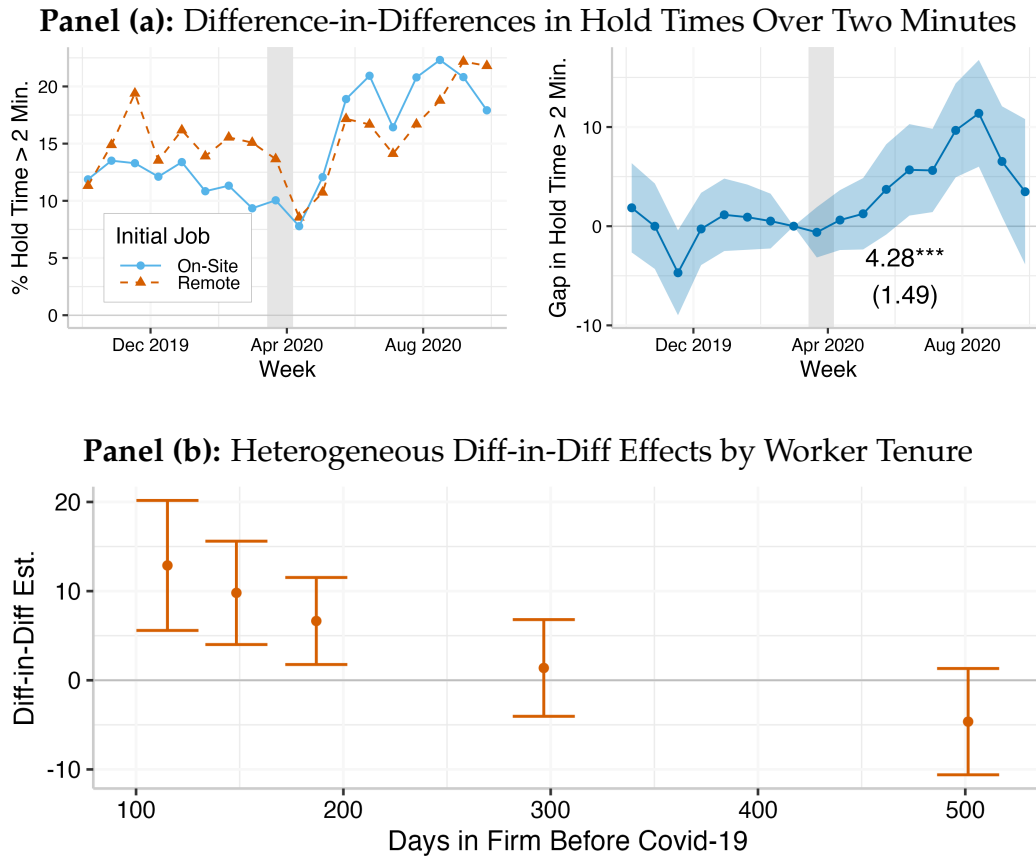 Panel (a): Difference-in-Differences in Hold Times Over Two Minutes
% Hold Time > 2 Min.
20
15
10
5
0
Initial Job
On-Site
Remote
Dec 2019
Apr 2020
Aug 2020
Week
Gap in Hold Time > 2 Min.
10
0
-10
4.28***
(1.49)
Dec 2019
Apr 2020
Aug 2020
Week
Panel (b): Heterogeneous Diff-in-Diff Effects by Worker Tenure
Diff-in-Diff Est.
20
10
0
-10
100
200
300
400
500
Days in Firm Before Covid-19